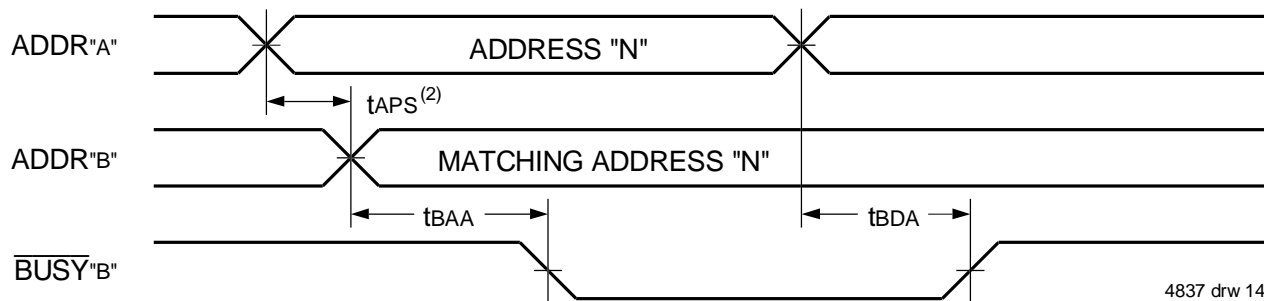 ADDR"A"
ADDRESS "N"
tAPS(2)
ADDR"B"
MATCHING ADDRESS "N"
tBAA
tBDA
BUSY"B"
4837 drw 14